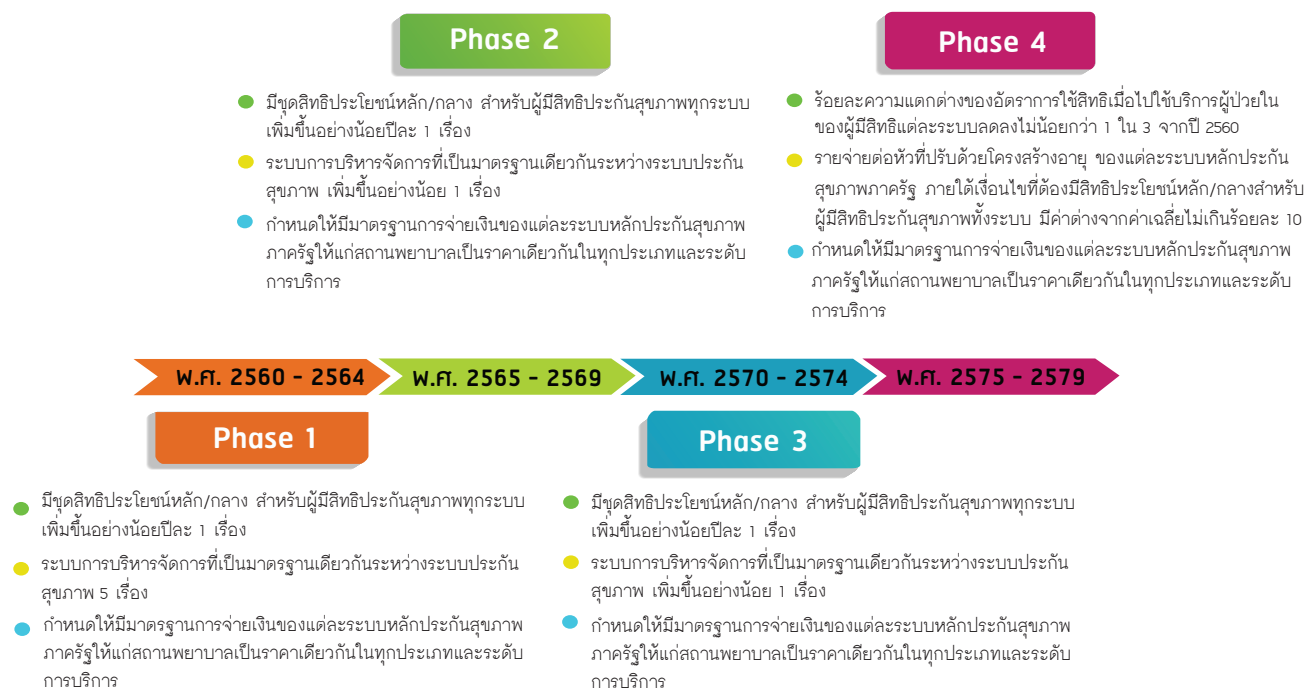 Phase 2
มีชุดสิทธิประโยชน์หลัก/กลาง สำหรับผู้มีสิทธิประกันสุขภาพทุกระบบ
เพิ่มขึ้นอย่างน้อยปีละ 1 เรื่อง
ระบบการบริหารจัดการที่เป็นมาตรฐานเดียวกันระหว่างระบบประกัน
สุขภาพ เพิ่มขึ้นอย่างน้อย 1 เรื่อง
กำหนดให้มีมาตรฐานการจ่ายเงินของแต่ละระบบหลักประกันสุขภาพ
ภาครัฐให้แก่สถานพยาบาลเป็นราคาเดียวกันในทุกประเภทและระดับ
การบริการ
Phase 4
ร้อยละความแตกต่างของอัตราการใช้สิทธิเมื่อไปใช้บริการผู้ป่วยใน
ของผู้มีสิทธิแต่ละระบบลดลงไม่น้อยกว่า 1 ใน 3 จากปี 2560
รายจ่ายต่อหัวที่ปรับด้วยโครงสร้างอายุ ของแต่ละระบบหลักประกัน
สุขภาพภาครัฐ ภายใต้เงื่อนไขที่ต้องมีสิทธิประโยชน์หลัก/กลางสำหรับ
ผู้มีสิทธิประกันสุขภาพทั้งระบบ มีค่าต่างจากค่าเฉลี่ยไม่เกินร้อยละ 10
กำหนดให้มีมาตรฐานการจ่ายเงินของแต่ละระบบหลักประกันสุขภาพ
ภาครัฐให้แก่สถานพยาบาลเป็นราคาเดียวกันในทุกประเภทและระดับ
การบริการ
พ.ศ. 2560 - 2564
พ.ศ. 2565 - 2569
พ.ศ. 2570 - 2574
พ.ศ. 2575 - 2579
Phase 1
มีชุดสิทธิประโยชน์หลัก/กลาง สำหรับผู้มีสิทธิประกันสุขภาพทุกระบบ
เพิ่มขึ้นอย่างน้อยปีละ 1 เรื่อง
ระบบการบริหารจัดการที่เป็นมาตรฐานเดียวกันระหว่างระบบประกัน
สุขภาพ 5 เรื่อง
กำหนดให้มีมาตรฐานการจ่ายเงินของแต่ละระบบหลักประกันสุขภาพ
ภาครัฐให้แก่สถานพยาบาลเป็นราคาเดียวกันในทุกประเภทและระดับ
การบริการ
Phase 3
มีชุดสิทธิประโยชน์หลัก/กลาง สำหรับผู้มีสิทธิประกันสุขภาพทุกระบบ
เพิ่มขึ้นอย่างน้อยปีละ 1 เรื่อง
ระบบการบริหารจัดการที่เป็นมาตรฐานเดียวกันระหว่างระบบประกัน
สุขภาพ เพิ่มขึ้นอย่างน้อย 1 เรื่อง
กำหนดให้มีมาตรฐานการจ่ายเงินของแต่ละระบบหลักประกันสุขภาพ
ภาครัฐให้แก่สถานพยาบาลเป็นราคาเดียวกันในทุกประเภทและระดับ
การบริการ